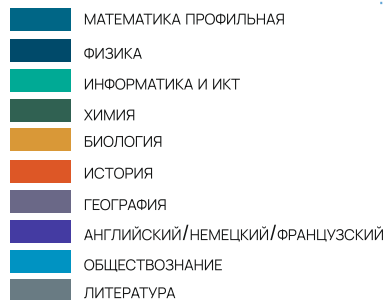 МАТЕМАТИКА ПРОФИЛЬНАЯ
ФИЗИКА
ИНФОРМАТИКА И ИКТ
ХИМИЯ
БИОЛОГИЯ
ИСТОРИЯ
ГЕОГРАФИЯ
АНГЛИЙСКИЙ/НЕМЕЦКИЙ/ФРАНЦУЗСКИЙ
ОБЩЕСТВОЗНАНИЕ
ЛИТЕРАТУРА